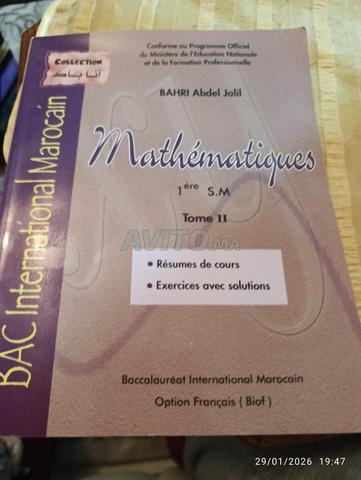 Conforme au Programme Officiel
du Ministère de l'Education Nationale
et de la Formation Professionnelle
COLLECTION
أنا باك
BAHRI Abdel Jalil
Mathématiques
1ère S.M
Tome II
AVITO.ma
• Résumes de cours
• Exercices avec solutions
BAC International Marocain
Baccalauréat International Marocain
Option Français ( Biof )
29/01/2026 19:47